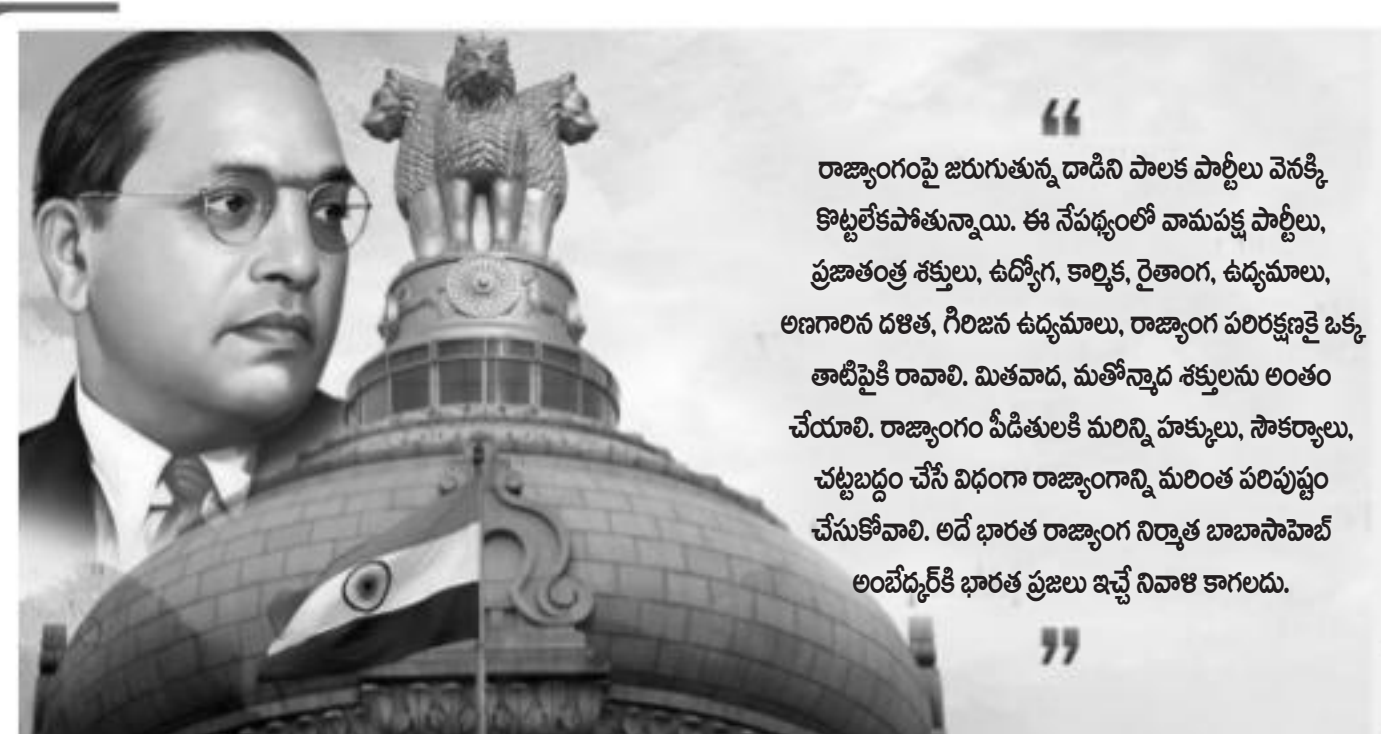 “
రాజ్యాంగంపై జరుగుతున్న దాడిని పాలక పార్టీలు వెనక్కి
కొట్టలేకపోతున్నాయి. ఈ నేపథ్యంలో వామపక్ష పార్టీలు,
ప్రజాతంత్ర శక్తులు, ఉద్యోగ, కార్మిక, రైతాంగ, ఉద్యమాలు,
అణగారిన దళిత, గిరిజన ఉద్యమాలు, రాజ్యాంగ పరిరక్షణకై ఒక్క
తాటిపైకి రావాలి. మితవాద, మతోన్మాద శక్తులను అంతం
చేయాలి. రాజ్యాంగం పీడితులకి మరిన్ని హక్కులు, సౌకర్యాలు,
చట్టబద్దం చేసే విధంగా రాజ్యాంగాన్ని మరింత పరిపుష్టం
చేసుకోవాలి. అదే భారత రాజ్యాంగ నిర్మాత బాబాసాహెబ్
అంబేద్కర్‌కి భారత ప్రజలు ఇచ్చే నివాళి కాగలదు.
”